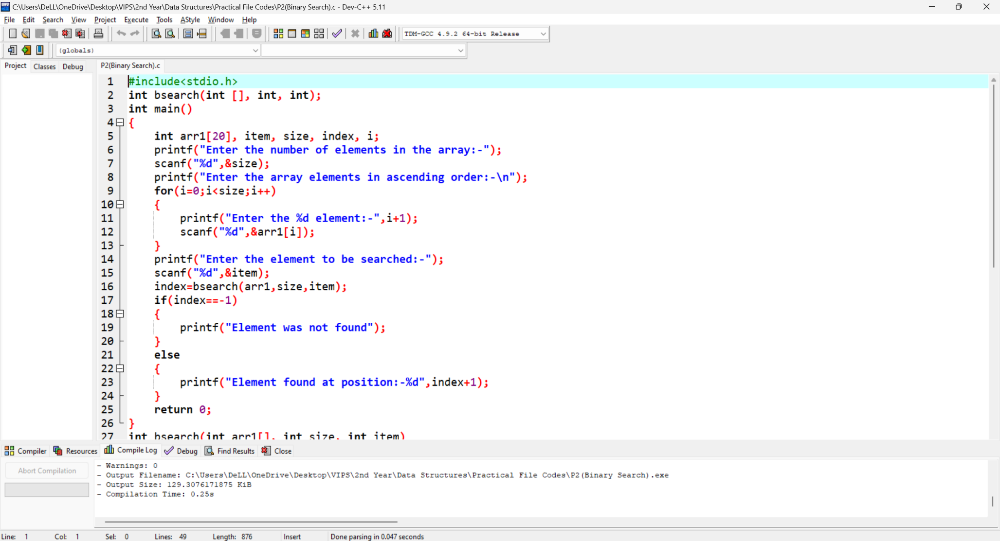 C:\Users\DeLL\OneDrive\Desktop\VIPS\2nd Year\Data Structures\Practical File Codes\P2(Binary Search).c - Dev-C++ 5.11
File Edit Search View Project Execute Tools AStyle Window Help
TDM-GCC 4.9.2 64-bit Release
(globals)
Project Classes Debug P2(Binary Search).c
1 #include<stdio.h>
2 int bsearch(int [], int, int);
3 int main()
4 {
5 int arr1[20], item, size, index, i;
6 printf("Enter the number of elements in the array:-");
7 scanf("%d",&size);
8 printf("Enter the array elements in ascending order:-\n");
9 for(i=0;i<size;i++)
10 {
11 printf("Enter the %d element:-",i+1);
12 scanf("%d",&arr1[i]);
13 }
14 printf("Enter the element to be searched:-");
15 scanf("%d",&item);
16 index=bsearch(arr1,size,item);
17 if(index==-1)
18 {
19 printf("Element was not found");
20 }
21 else
22 {
23 printf("Element found at position:-%d",index+1);
24 }
25 return 0;
26 }
27 int bsearch(int arr1[], int size, int item)
Compiler Resources Compile Log Debug Find Results Close
Abort Compilation
- Warnings: 0
- Output Filename: C:\Users\DeLL\OneDrive\Desktop\VIPS\2nd Year\Data Structures\Practical File Codes\P2(Binary Search).exe
- Output Size: 129.3076171875 KiB
- Compilation Time: 0.25s
Line: 1 Col: 1 Sel: 0 Lines: 49 Length: 876 Insert Done parsing in 0.047 seconds